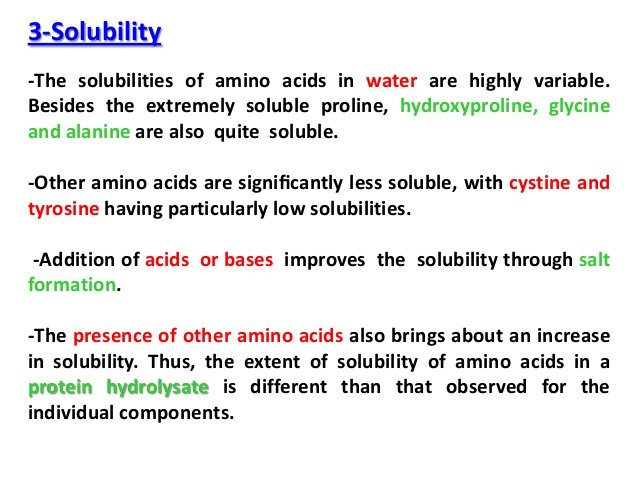 3-Solubility
-The solubilities of amino acids in water are highly variable.
Besides the extremely soluble proline, hydroxyproline, glycine
and alanine are also quite soluble.
-Other amino acids are significantly less soluble, with cystine and
tyrosine having particularly low solubilities.
-Addition of acids or bases improves the solubility through salt
formation.
-The presence of other amino acids also brings about an increase
in solubility. Thus, the extent of solubility of amino acids in a
protein hydrolysate is different than that observed for the
individual components.